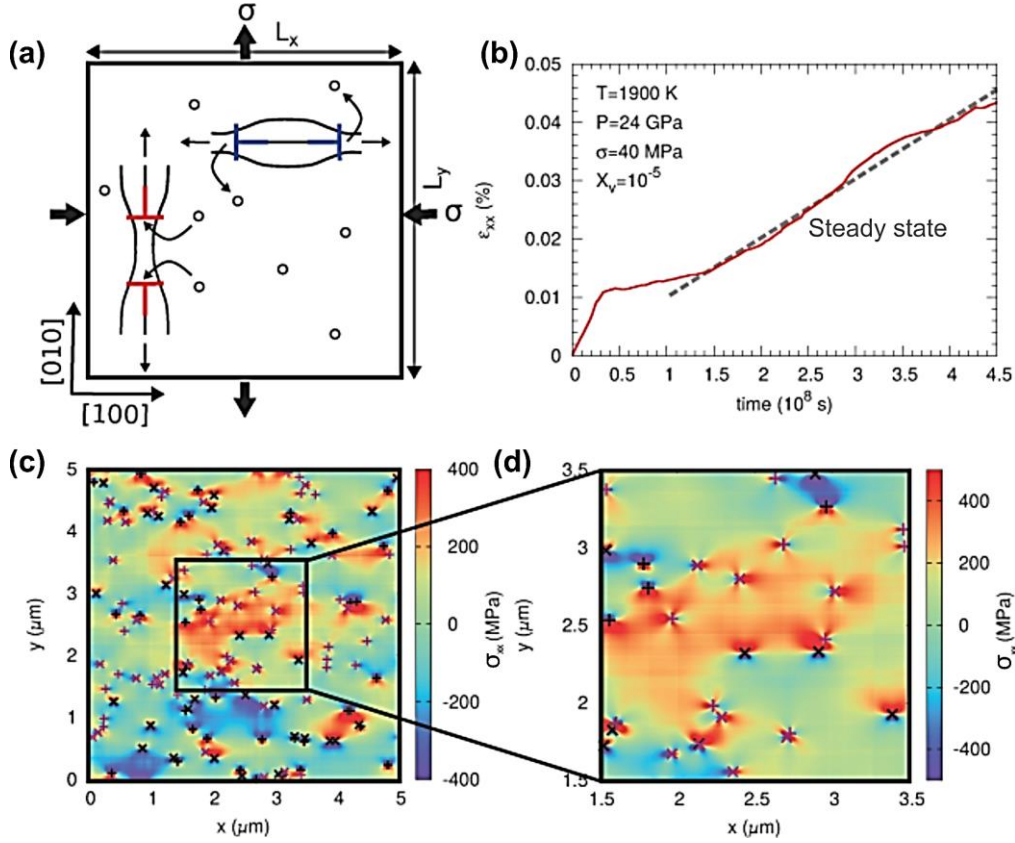 (a)
σ
Lx
Ly
σ
[010]
[100]
(b)
0.05
0.04
0.03
0.02
0.01
0
εxx (%)
T=1900 K
P=24 GPa
σ=40 MPa
Xv=10^-5
Steady state
0 0.5 1 1.5 2 2.5 3 3.5 4 4.5
time (10^8 s)
(c)
5
4
3
2
1
0
y (μm)
0 1 2 3 4 5
x (μm)
400
200
0
-200
-400
σxx (MPa)
(d)
3.5
3
2.5
2
1.5
y (μm)
1.5 2 2.5 3 3.5
x (μm)
400
200
0
-200
-400
σxx (MPa)